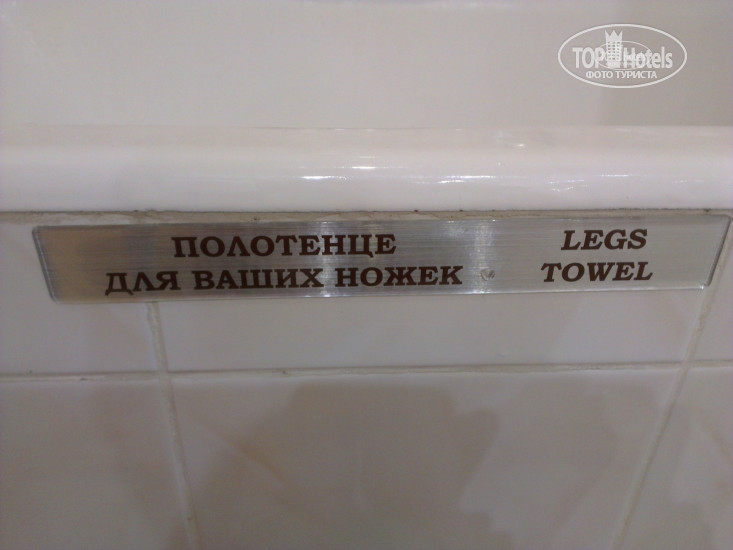 TOPHotels
ФОТО ТУРИСТА
ПОЛОТЕНЦЕ
ДЛЯ ВАШИХ НОЖЕК
LEGS
TOWEL